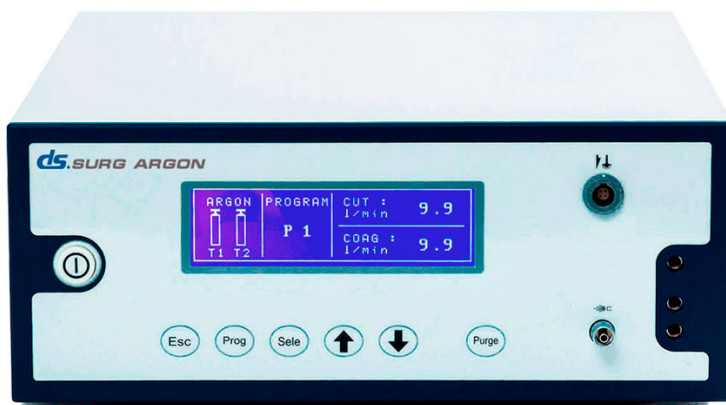 ds.SURG ARGON
ARGON PROGRAM CUT : 9.9
l/min
P 1
COAG : 9.9
T1 T2 l/min
Esc Prog Sele Purge